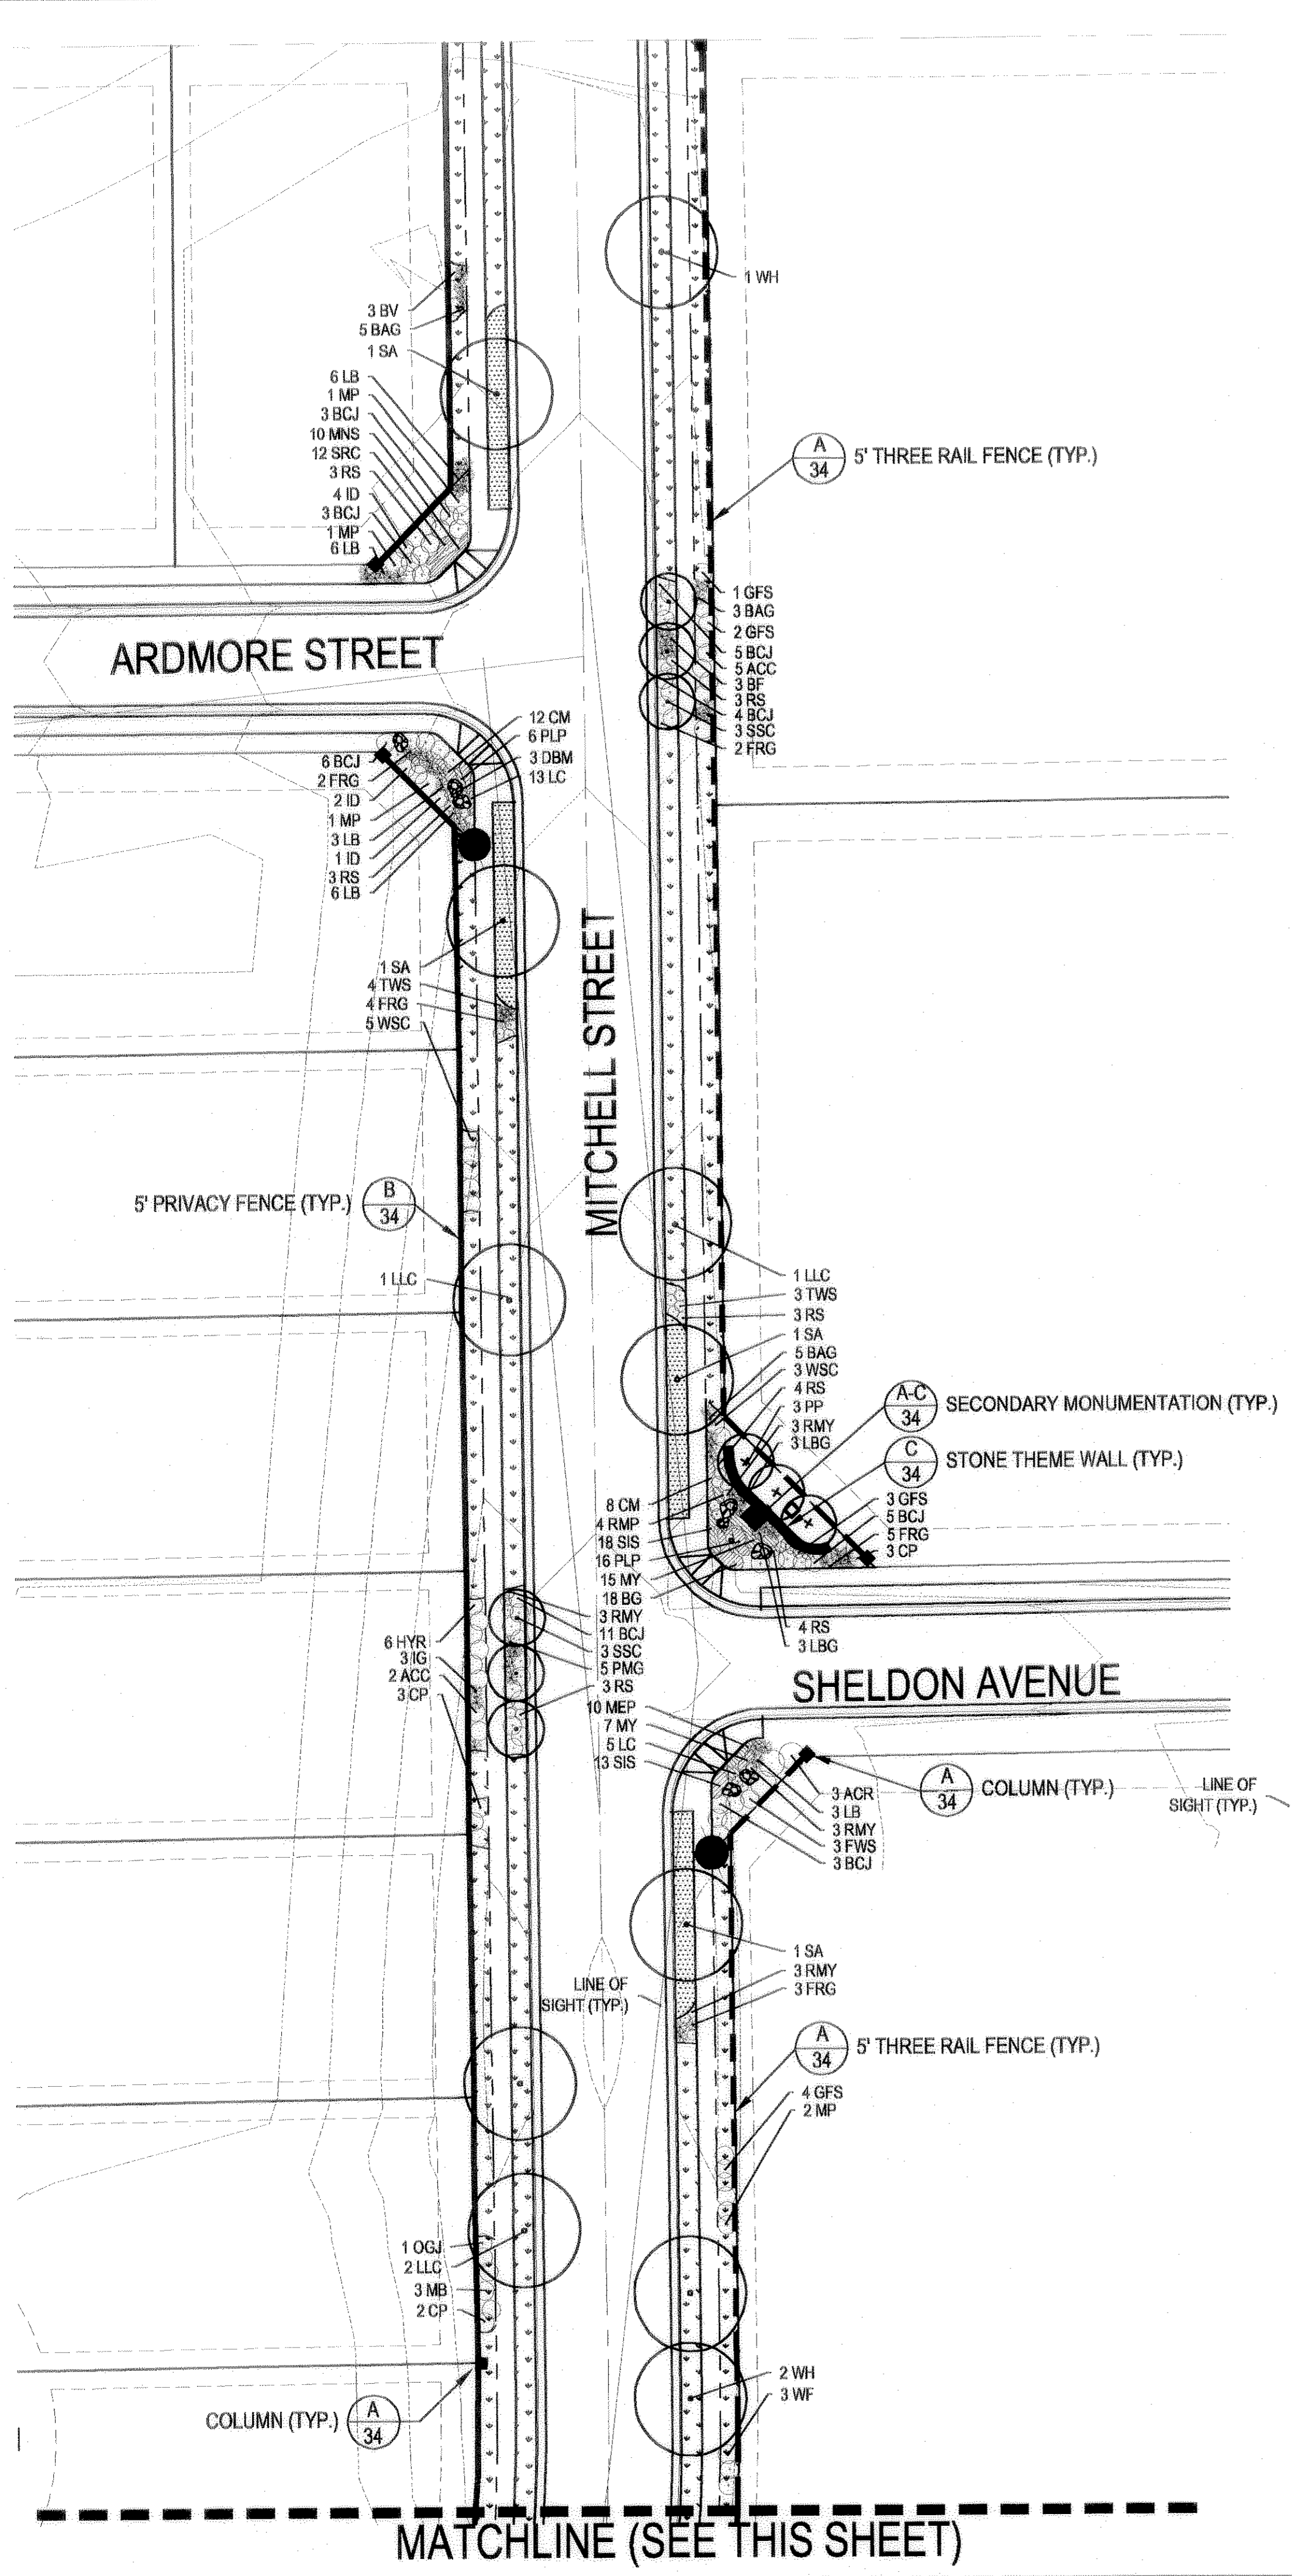 1 WH
3 BV
5 BAG
1 SA
6 LB
1 MP
3 BCJ
10 MNS
12 SRC
3 RS
4 ID
3 BCJ
1 MP
6 LB
A
34
5' THREE RAIL FENCE (TYP.)
1 GFS
3 BAG
2 GFS
5 BCJ
5 ACC
3 BF
3 RS
4 BCJ
3 SSC
2 FRG
ARDMORE STREET
12 CM
6 PLP
3 DBM
13 LC
6 BCJ
2 FRG
2 ID
1 MP
3 LB
1 ID
3 RS
6 LB
MITCHELL STREET
1 SA
4 TWS
4 FRG
5 WSC
5' PRIVACY FENCE (TYP.)
B
34
1 LLC
1 LLC
3 TWS
3 RS
1 SA
5 BAG
3 WSC
4 RS
3 PP
3 RMY
3 LBG
A-C
34
SECONDARY MONUMENTATION (TYP.)
C
34
STONE THEME WALL (TYP.)
3 GFS
5 BCJ
5 FRG
3 CP
8 CM
4 RMP
18 SIS
16 PLP
15 MY
18 BG
4 RS
3 LBG
3 RMY
11 BCJ
3 SSC
5 PMG
3 RS
6 HYR
3 IG
2 ACC
3 CP
SHELDON AVENUE
10 MEP
7 MY
5 LC
13 SIS
3 ACR
3 LB
3 RMY
3 FWS
3 BCJ
A
34
COLUMN (TYP.)
LINE OF
SIGHT (TYP.)
1 SA
3 RMY
3 FRG
LINE OF
SIGHT (TYP.)
A
34
5' THREE RAIL FENCE (TYP.)
4 GFS
2 MP
1 OGJ
2 LLC
3 MB
2 CP
2 WH
3 WF
COLUMN (TYP.)
A
34
MATCHLINE (SEE THIS SHEET)